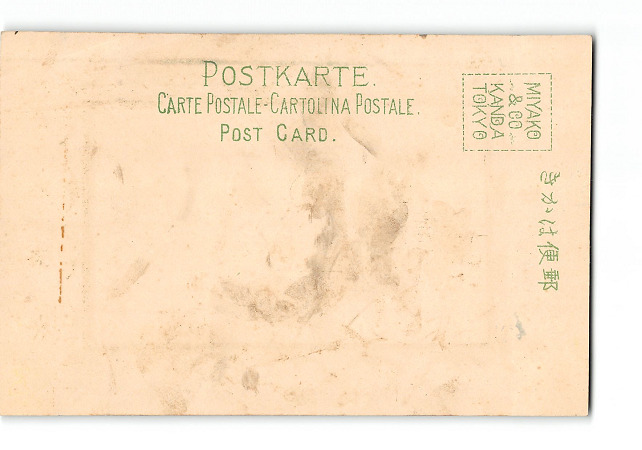 POSTKARTE.
CARTE POSTALE-CARTOLINA POSTALE.
POST CARD.
MIYAKO
& CO
KANDA
TOKYO
郵便はかき